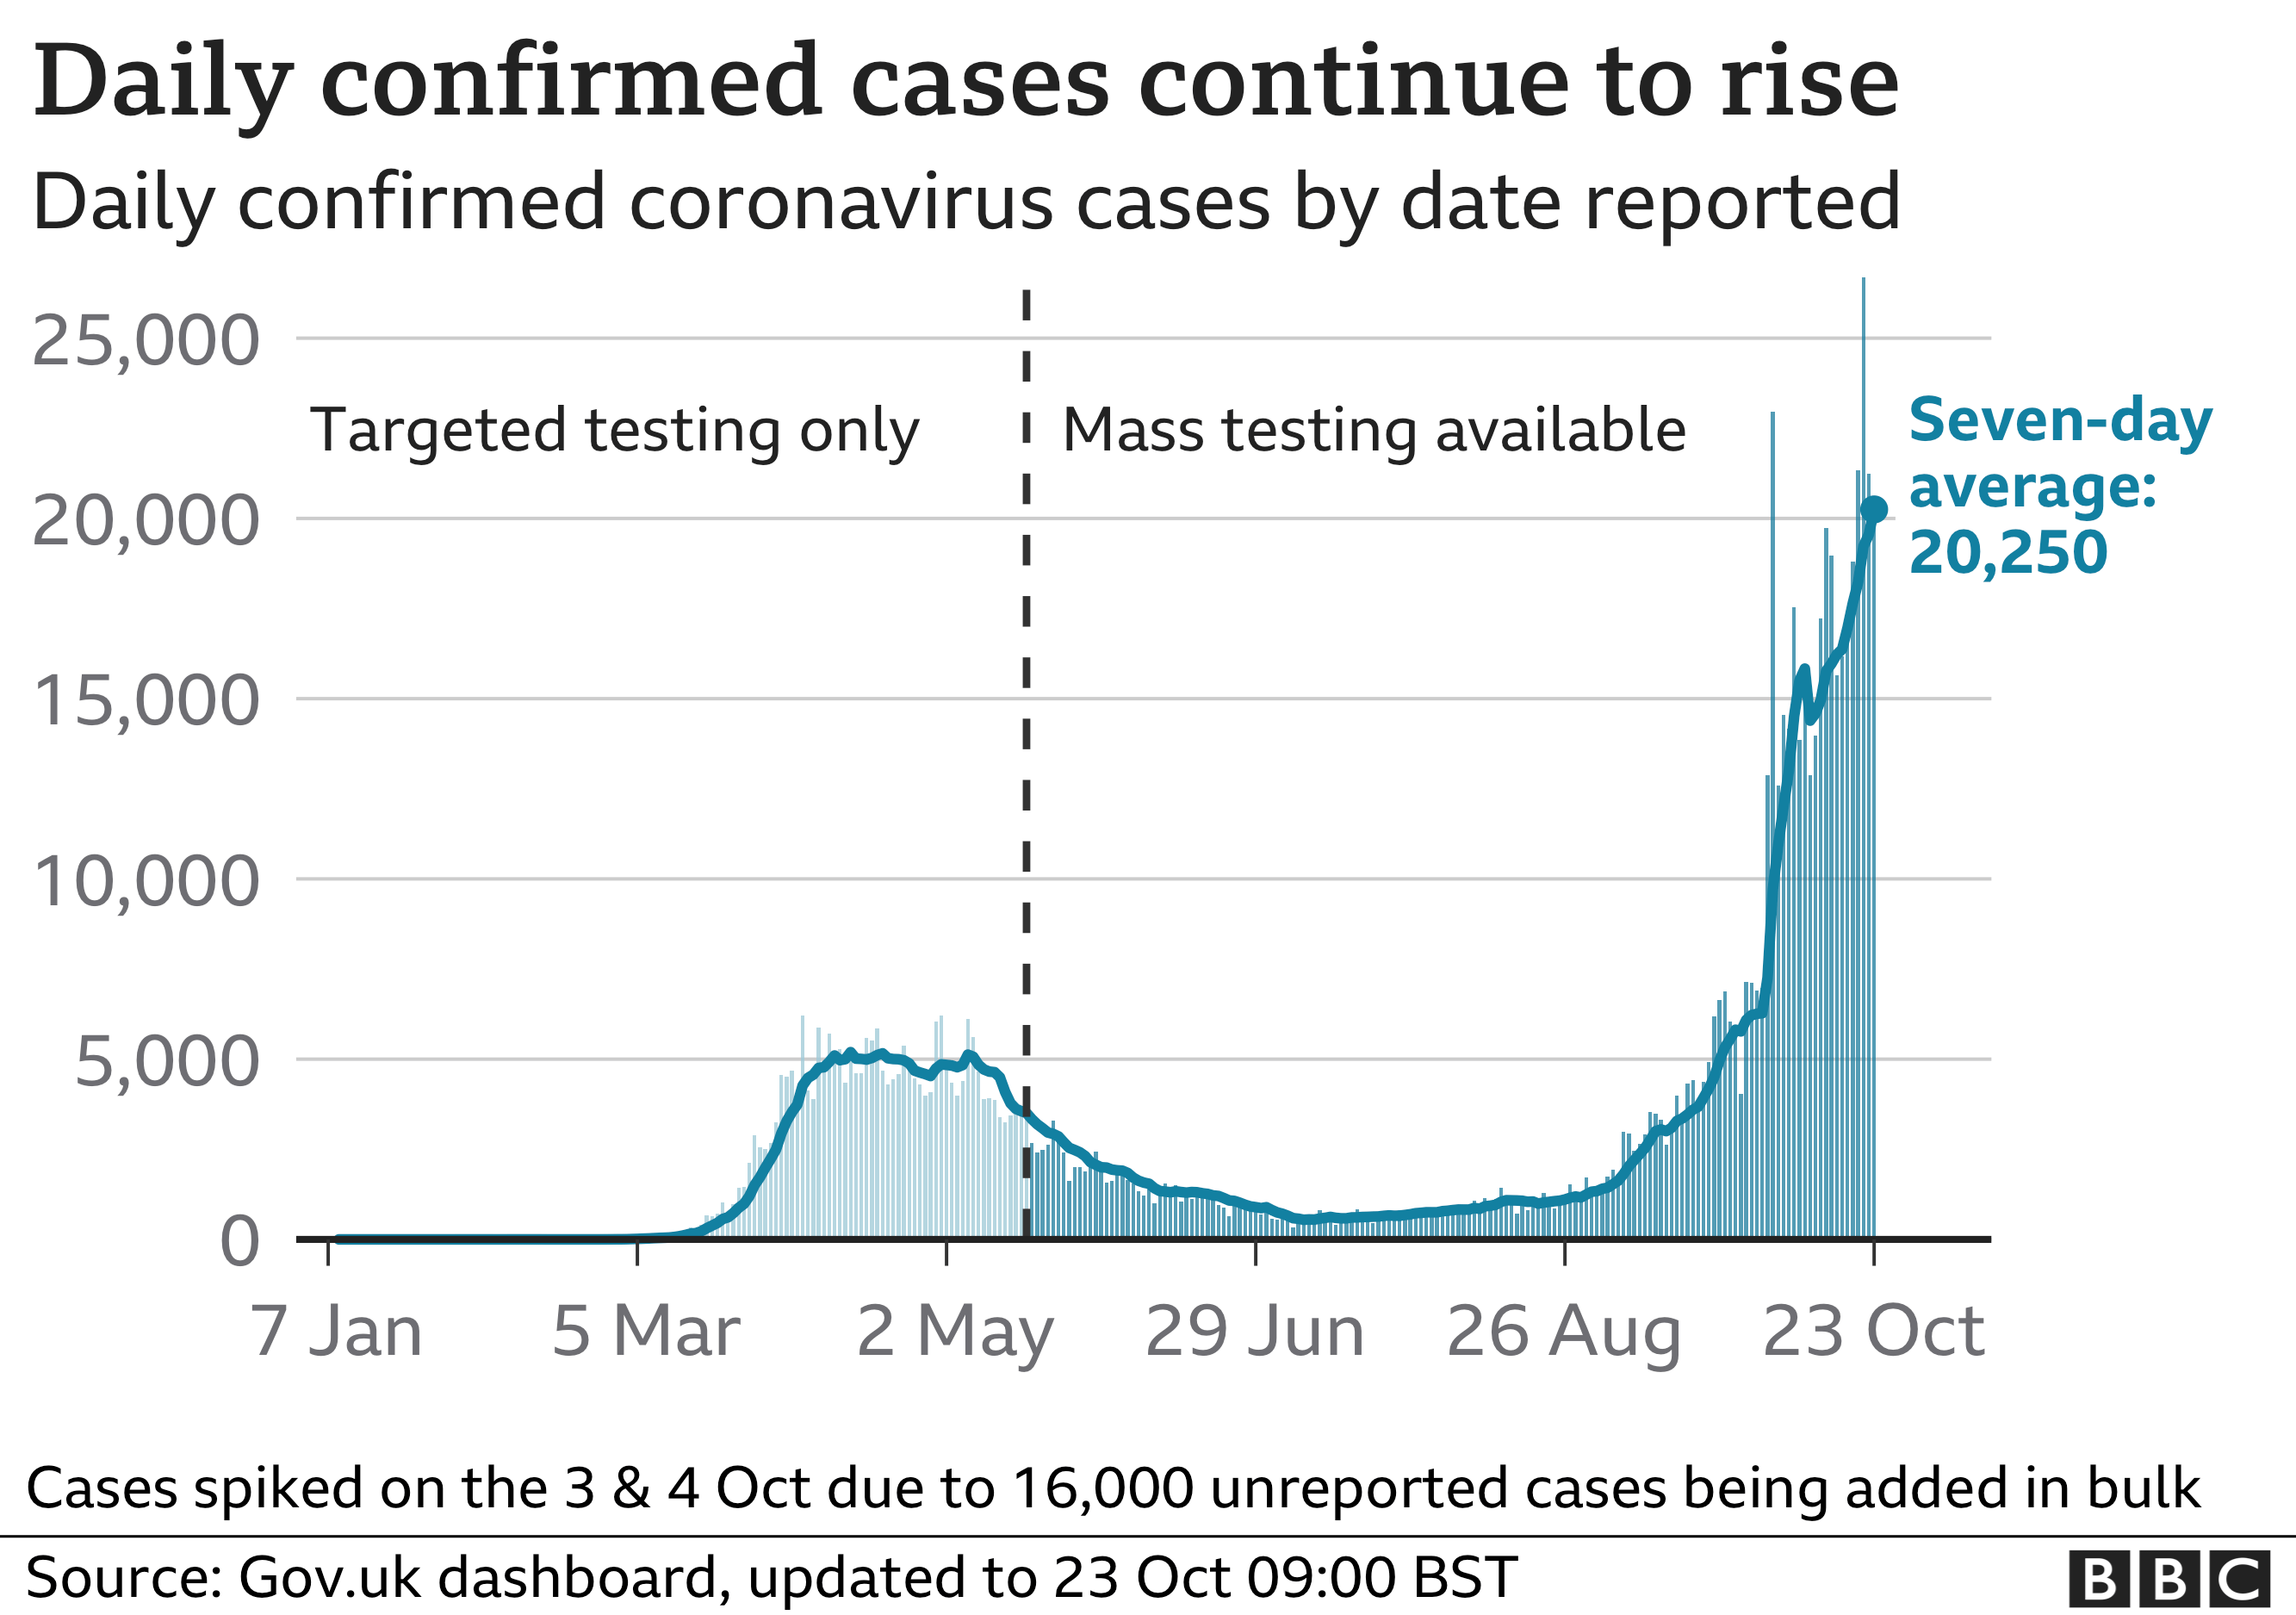 Daily confirmed cases continue to rise
Daily confirmed coronavirus cases by date reported
25,000
Targeted testing only
Mass testing available
Seven-day
average:
20,250
20,000
15,000
10,000
5,000
0
7 Jan
5 Mar
2 May
29 Jun
26 Aug
23 Oct
Cases spiked on the 3 & 4 Oct due to 16,000 unreported cases being added in bulk
Source: Gov.uk dashboard, updated to 23 Oct 09:00 BST
BBC